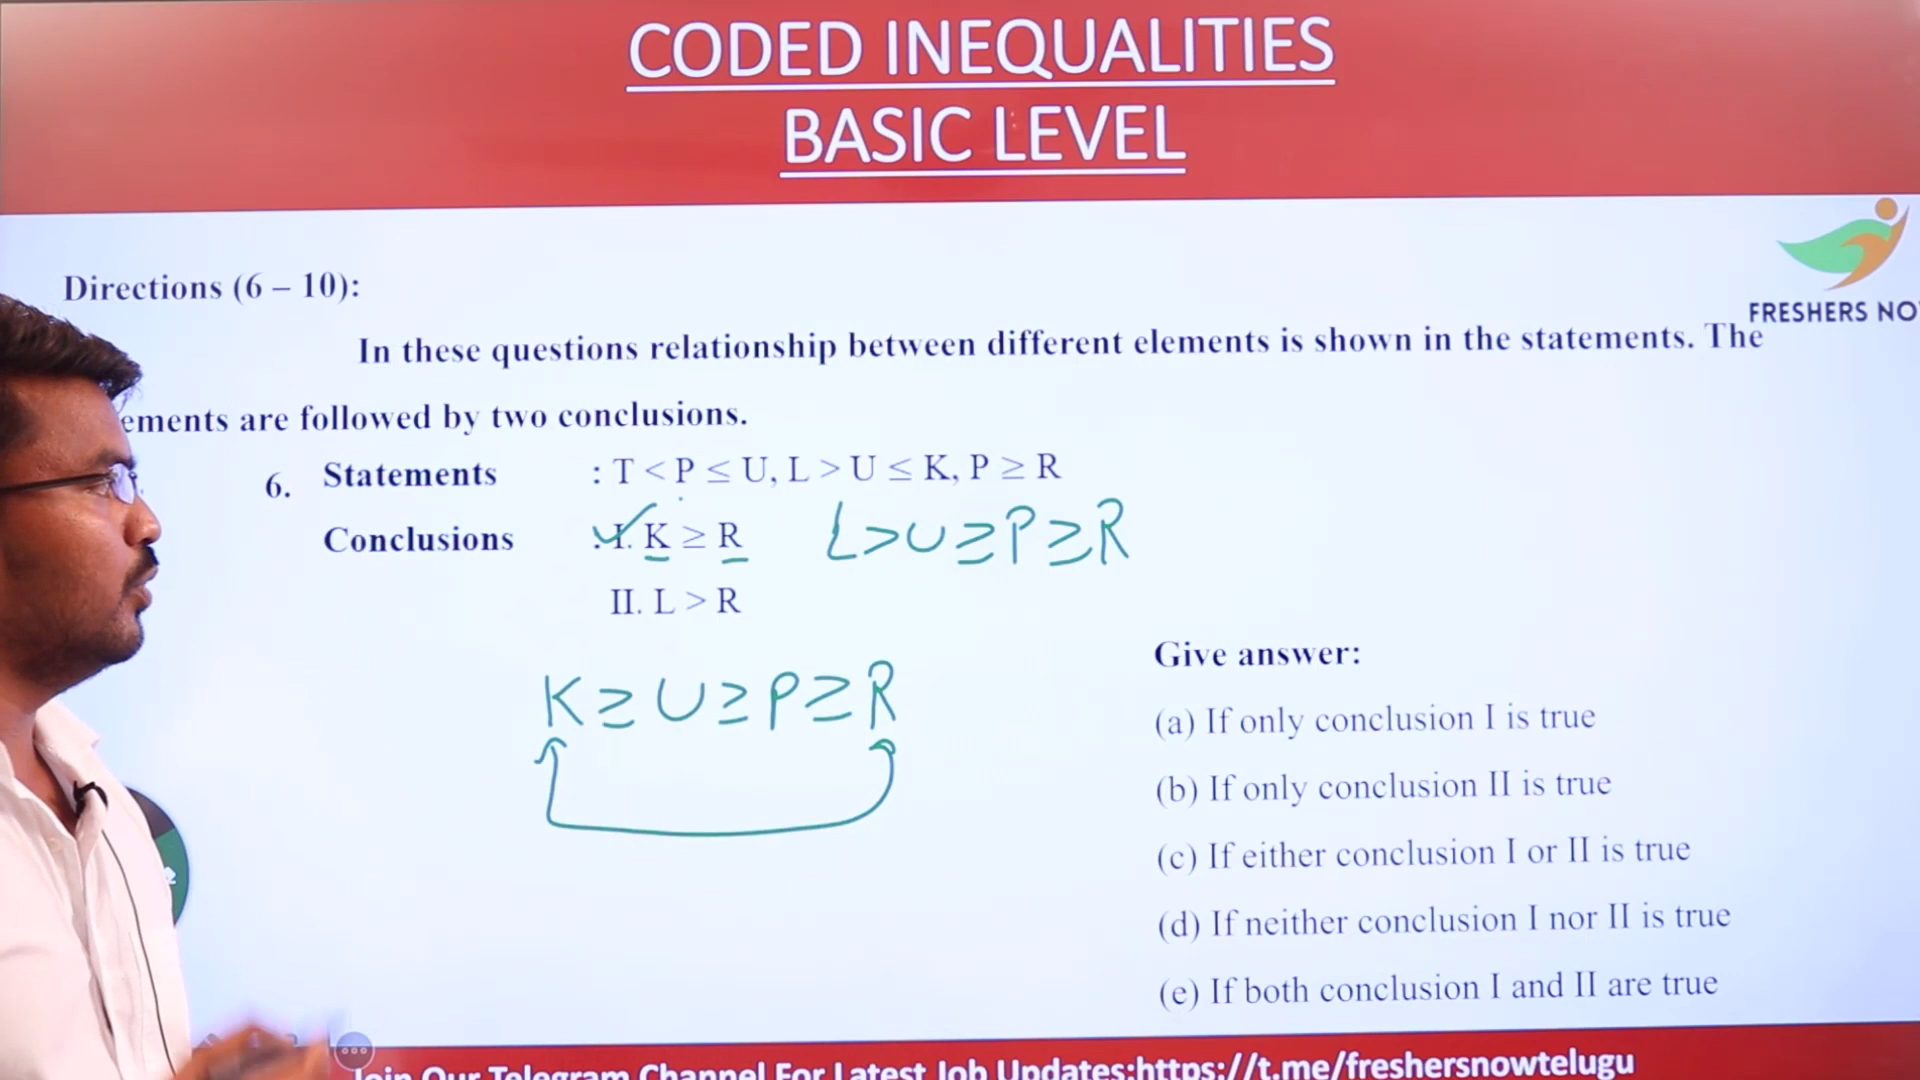 CODED INEQUALITIES
BASIC LEVEL
FRESHERS NO
Directions (6 – 10):
In these questions relationship between different elements is shown in the statements. The
ements are followed by two conclusions.
6. Statements : T < P ≤ U, L > U ≤ K, P ≥ R
Conclusions : I. K ≥ R L > U ≥ P ≥ R
II. L > R
K ≥ U ≥ P ≥ R
Give answer:
(a) If only conclusion I is true
(b) If only conclusion II is true
(c) If either conclusion I or II is true
(d) If neither conclusion I nor II is true
(e) If both conclusion I and II are true
Join Our Telegram Channel For Latest Job Updates:https://t.me/freshersnowtelugu